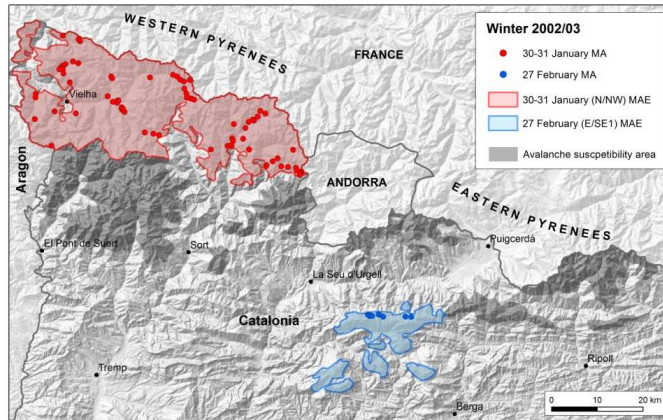 WESTERN PYRENEES
FRANCE
Winter 2002/03
30-31 January MA
27 February MA
30-31 January (N/NW) MAE
27 February (E/SE1) MAE
Avalanche suscpetibility area
Vielha
Aragon
ANDORRA
EASTERN PYRENEES
El Pont de Suert
Sort
Puigcerdà
La Seu d'Urgell
Catalonia
Tremp
Ripoll
Berga
0 10 20
km